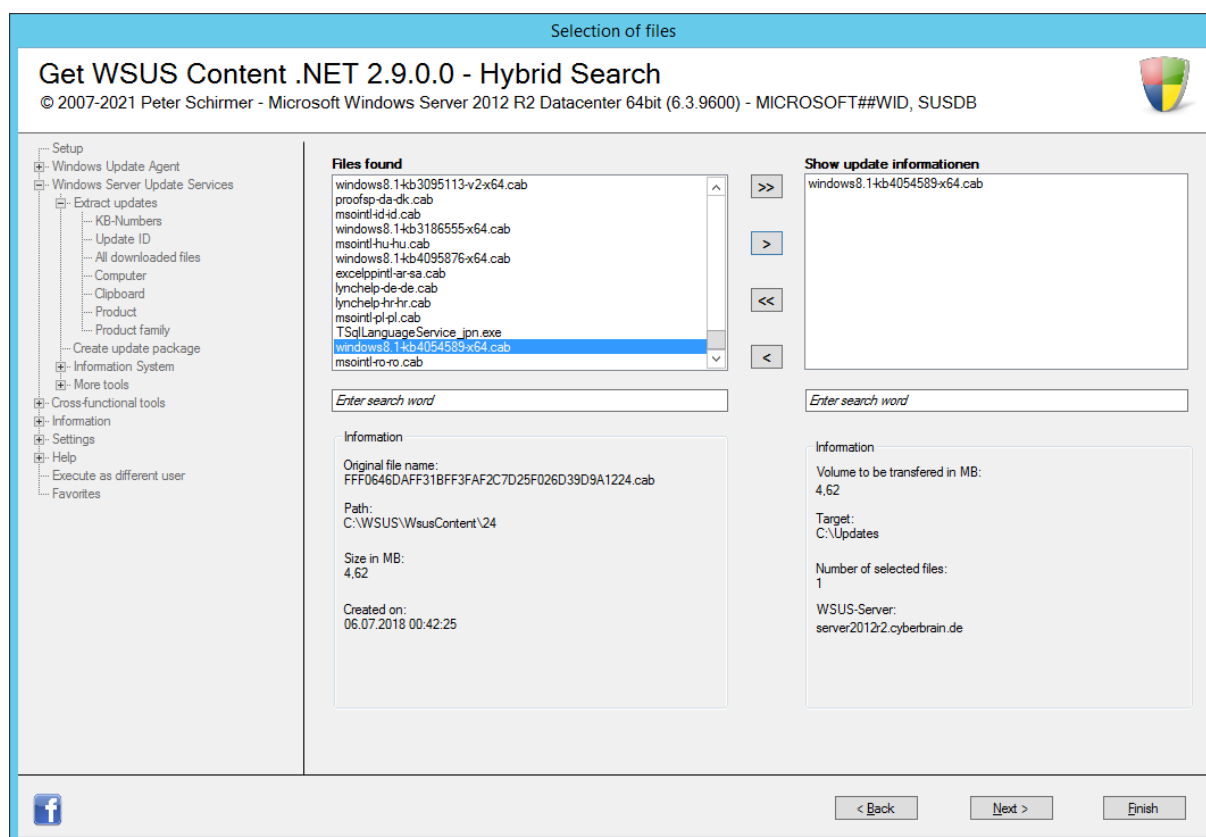 Selection of files
Get WSUS Content .NET 2.9.0.0 - Hybrid Search
© 2007-2021 Peter Schirmer - Microsoft Windows Server 2012 R2 Datacenter 64bit (6.3.9600) - MICROSOFT##WID, SUSDB
Setup
Windows Update Agent
Windows Server Update Services
Extract updates
KB-Numbers
Update ID
All downloaded files
Computer
Clipboard
Product
Product family
Create update package
Information System
More tools
Cross-functional tools
Information
Settings
Help
Execute as different user
Favorites
Files found
windows8.1-kb3095113-v2-x64.cab
proofsp-da-dk.cab
msointl-id-id.cab
windows8.1-kb3186555-x64.cab
msointl-hu-hu.cab
windows8.1-kb4095876-x64.cab
excelppintl-ar-sa.cab
lynchelp-de-de.cab
lynchelp-hr-hr.cab
msointl-pl-pl.cab
TSqlLanguageService_jpn.exe
windows8.1-kb4054589-x64.cab
msointl-ro-ro.cab
Enter search word
Information
Original file name:
FFF0646DAFF31BFF3FAF2C7D25F026D39D9A1224.cab
Path:
C:\WSUS\WsusContent\24
Size in MB:
4,62
Created on:
06.07.2018 00:42:25
>>
>
<<
<
Show update informationen
windows8.1-kb4054589-x64.cab
Enter search word
Information
Volume to be transfered in MB:
4,62
Target:
C:\Updates
Number of selected files:
1
WSUS-Server:
server2012r2.cyberbrain.de
f
< Back
Next >
Finish